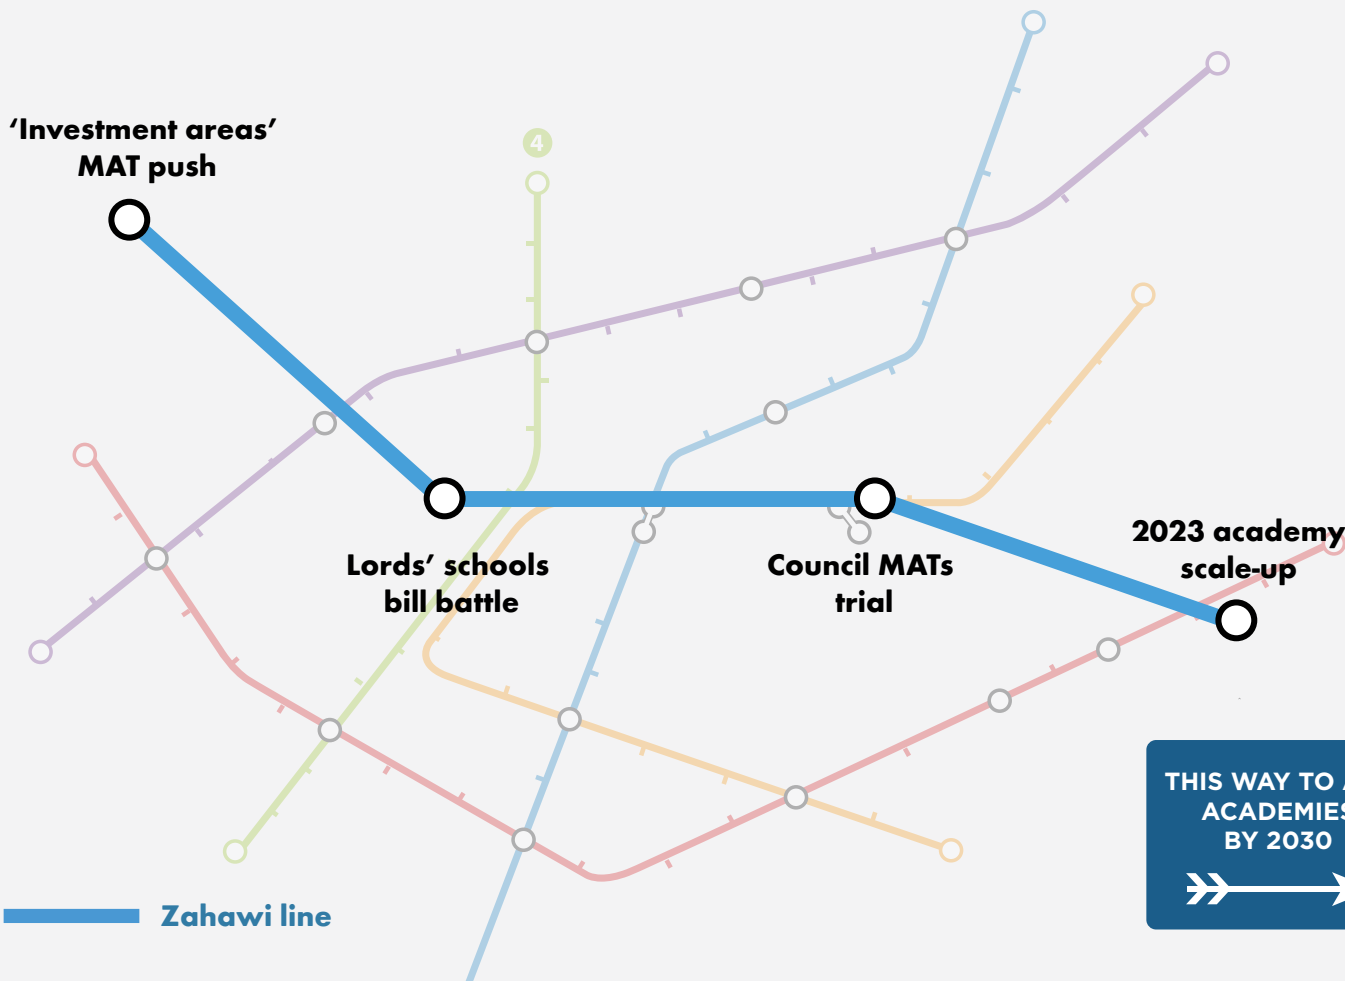 ‘Investment areas’
MAT push
4
Lords’ schools
bill battle
Council MATs
trial
2023 academy
scale-up
THIS WAY TO
ACADEMIES
BY 2030
Zahawi line